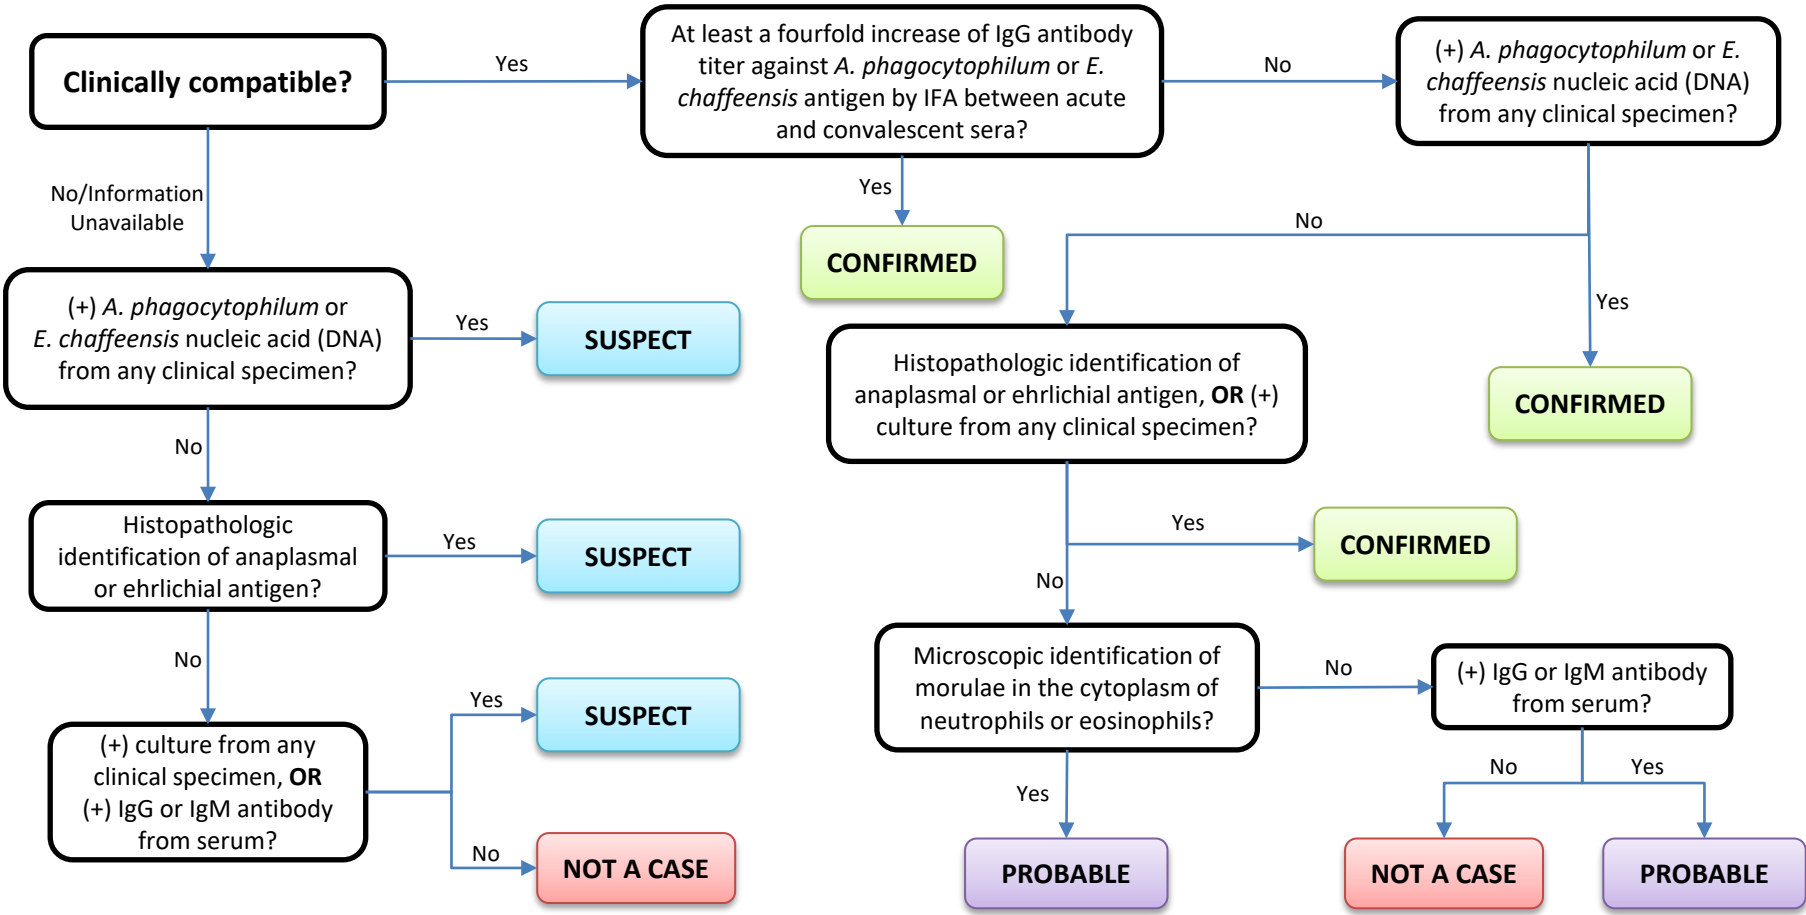 Clinically compatible?
Yes
At least a fourfold increase of IgG antibody
titer against A. phagocytophilum or E.
chaffeensis antigen by IFA between acute
and convalescent sera?
No
(+) A. phagocytophilum or E.
chaffeensis nucleic acid (DNA)
from any clinical specimen?
No/Information
Unavailable
Yes
CONFIRMED
No
Yes
CONFIRMED
(+) A. phagocytophilum or
E. chaffeensis nucleic acid (DNA)
from any clinical specimen?
Yes
SUSPECT
No
Histopathologic identification of
anaplasmal or ehrlichial antigen, OR (+)
culture from any clinical specimen?
Yes
CONFIRMED
No
Histopathologic
identification of anaplasmal
or ehrlichial antigen?
Yes
SUSPECT
No
Microscopic identification of
morulae in the cytoplasm of
neutrophils or eosinophils?
No
(+) IgG or IgM antibody
from serum?
(+) culture from any
clinical specimen, OR
(+) IgG or IgM antibody
from serum?
Yes
SUSPECT
No
NOT A CASE
Yes
PROBABLE
No
NOT A CASE
Yes
PROBABLE